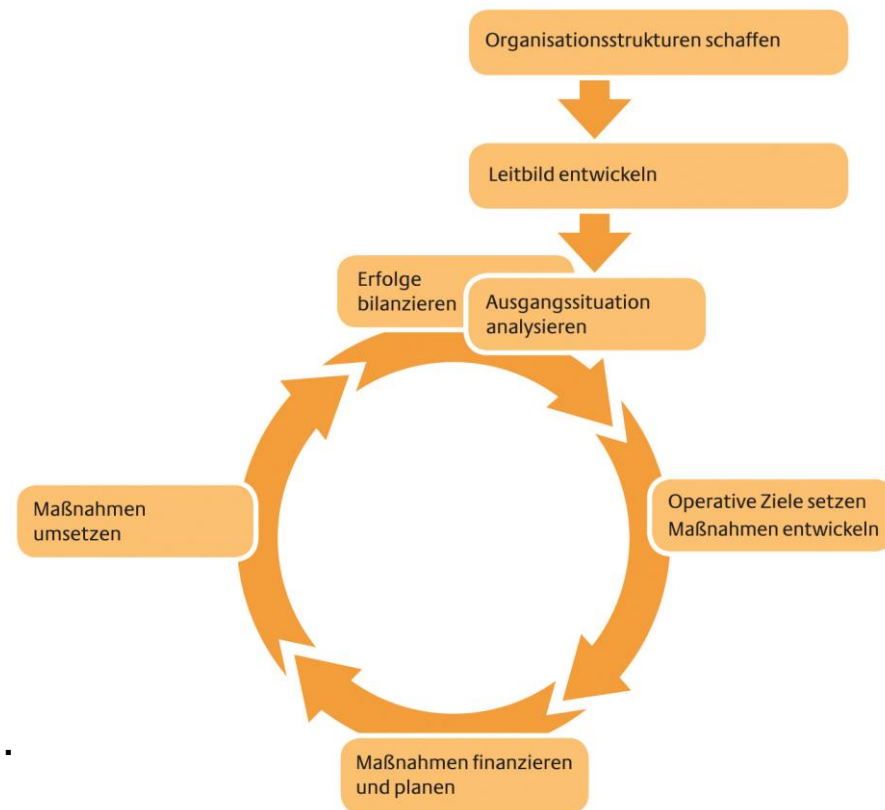 Organisationsstrukturen schaffen
Leitbild entwickeln
Erfolge
bilanzieren
Ausgangssituation
analysieren
Operative Ziele setzen
Maßnahmen entwickeln
Maßnahmen finanzieren
und planen
Maßnahmen
umsetzen